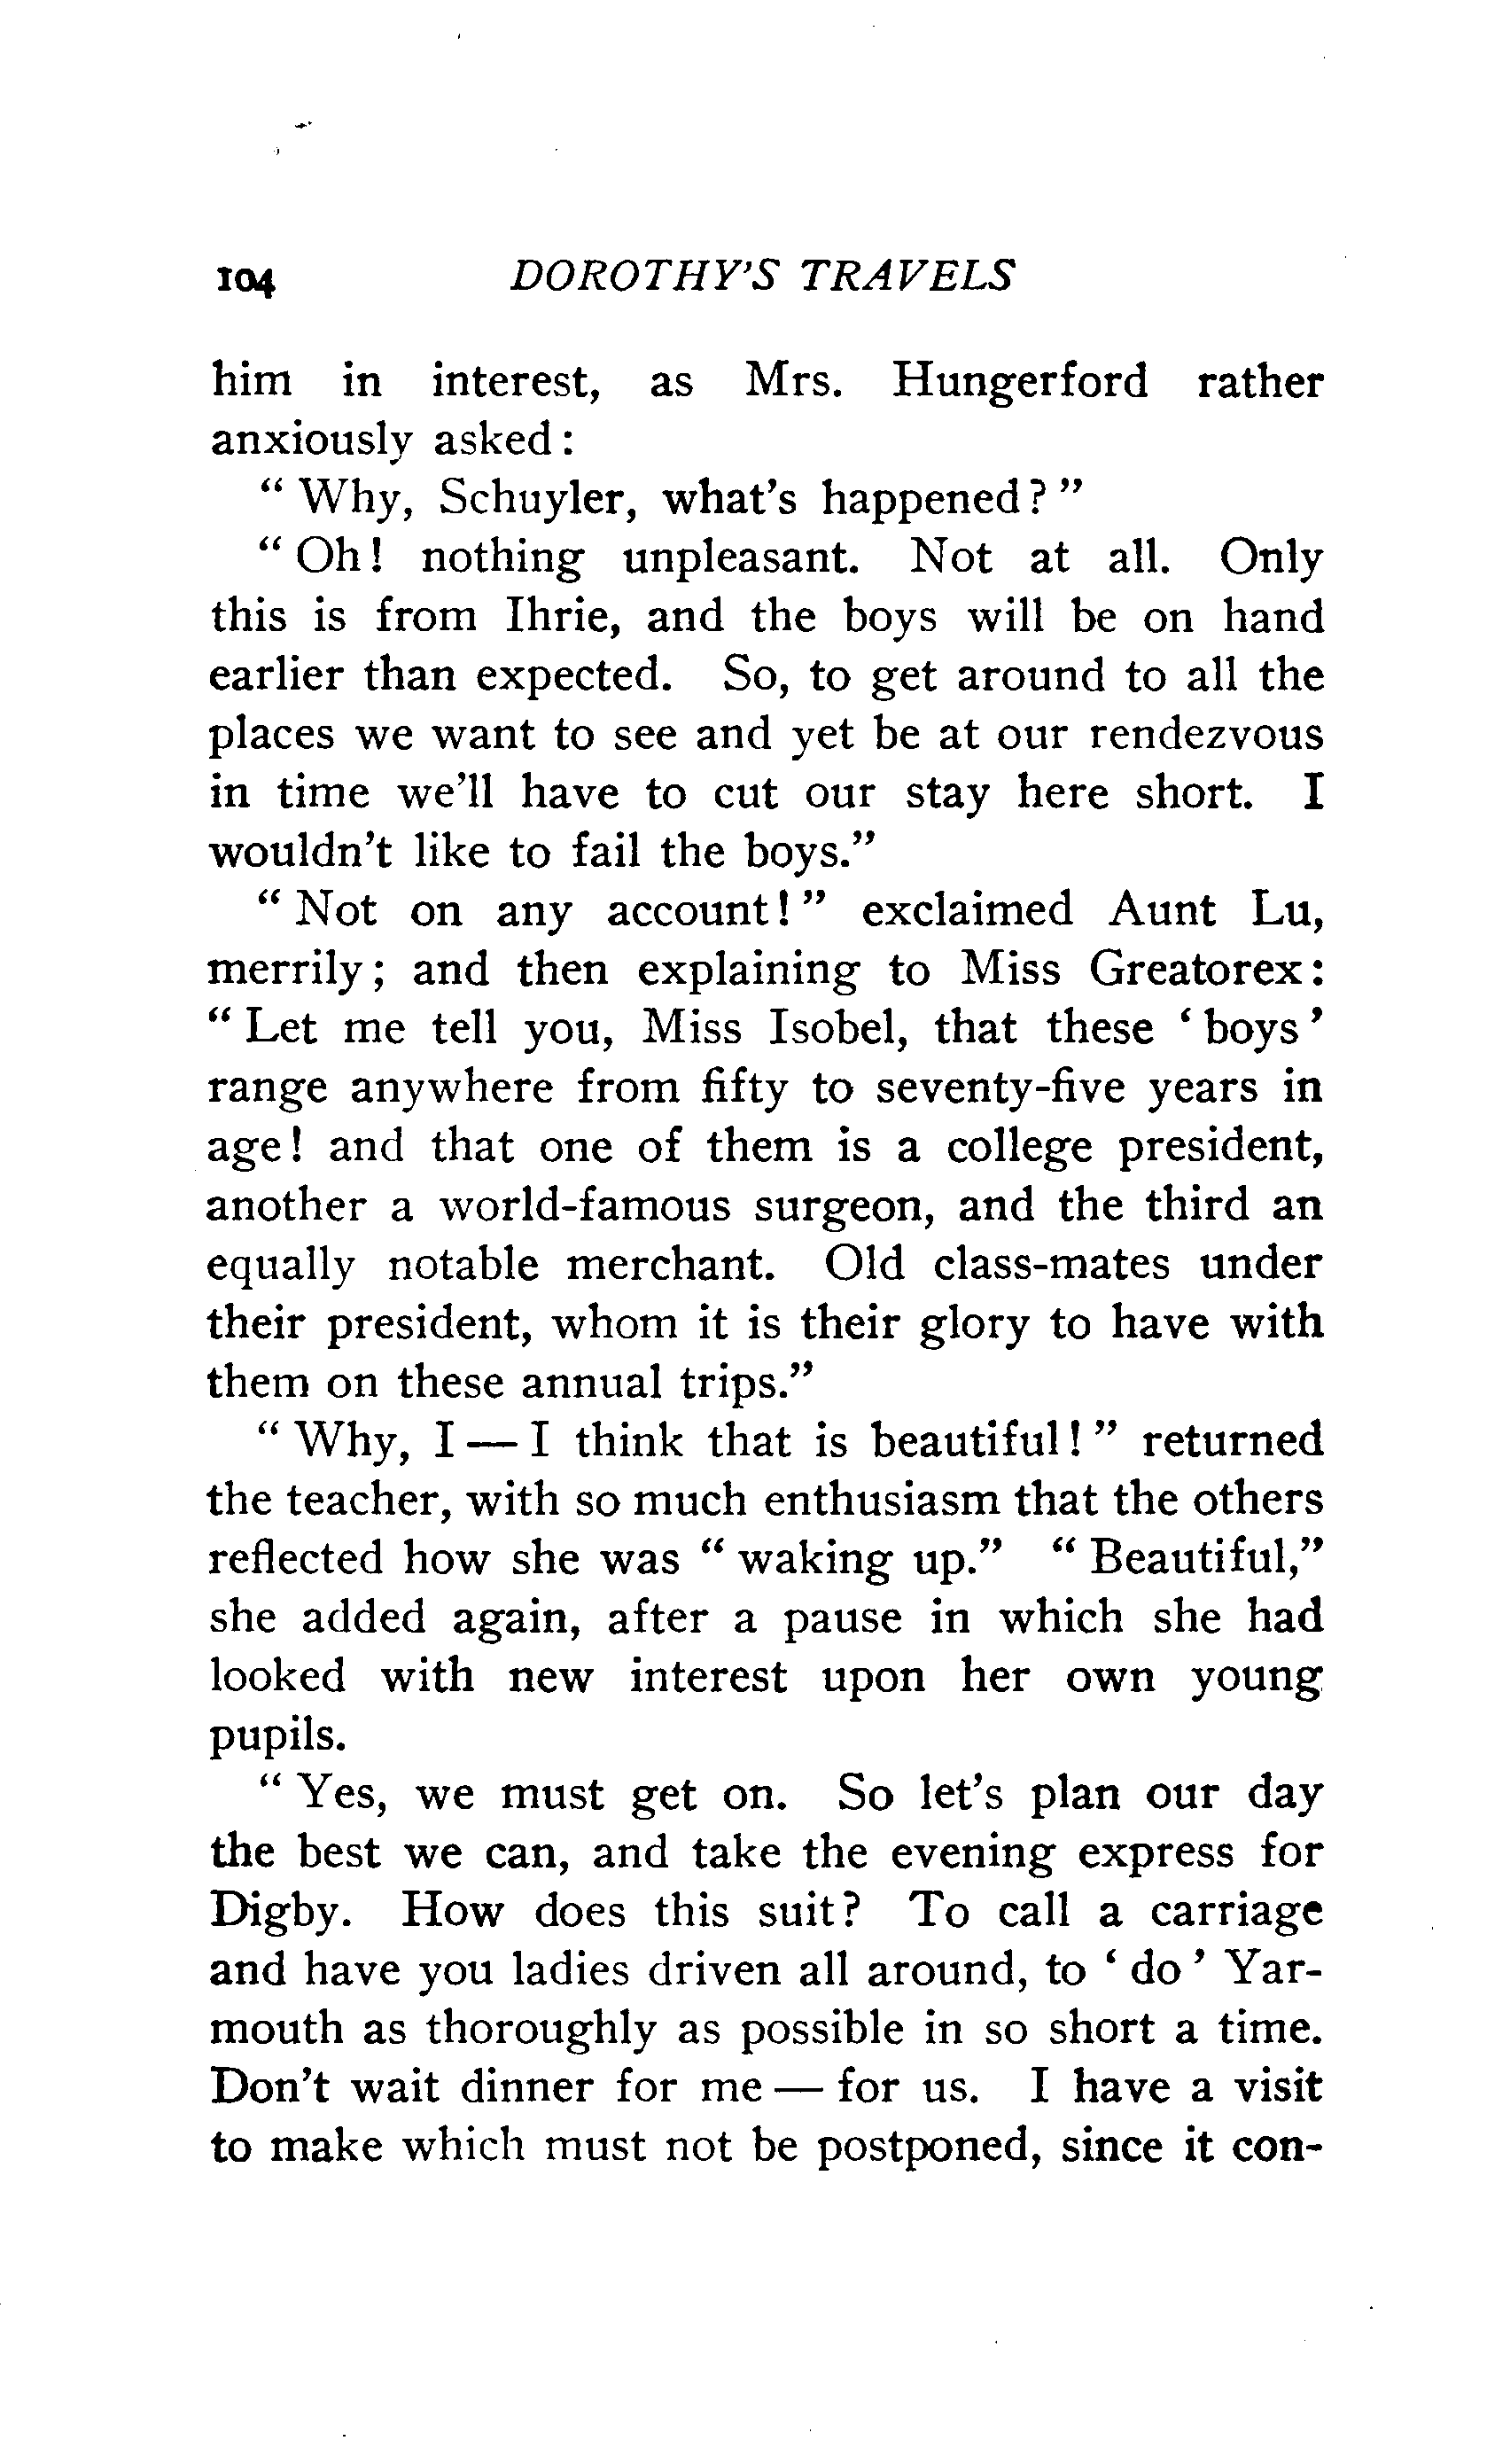 104 DOROTHY'S TRAVELS
him in interest, as Mrs. Hungerford rather
anxiously asked:
" Why, Schuyler, what's happened? "
" Oh! nothing unpleasant. Not at all. Only
this is from Ihrie, and the boys will be on hand
earlier than expected. So, to get around to all the
places we want to see and yet be at our rendezvous
in time we'll have to cut our stay here short. I
wouldn't like to fail the boys."
" Not on any account! " exclaimed Aunt Lu,
merrily; and then explaining to Miss Greatorex:
" Let me tell you, Miss Isobel, that these ' boys '
range anywhere from fifty to seventy-five years in
age! and that one of them is a college president,
another a world-famous surgeon, and the third an
equally notable merchant. Old class-mates under
their president, whom it is their glory to have with
them on these annual trips."
" Why, I — I think that is beautiful! " returned
the teacher, with so much enthusiasm that the others
reflected how she was " waking up." " Beautiful,"
she added again, after a pause in which she had
looked with new interest upon her own young
pupils.
" Yes, we must get on. So let's plan our day
the best we can, and take the evening express for
Digby. How does this suit? To call a carriage
and have you ladies driven all around, to ' do ' Yar-
mouth as thoroughly as possible in so short a time.
Don't wait dinner for me — for us. I have a visit
to make which must not be postponed, since it con-